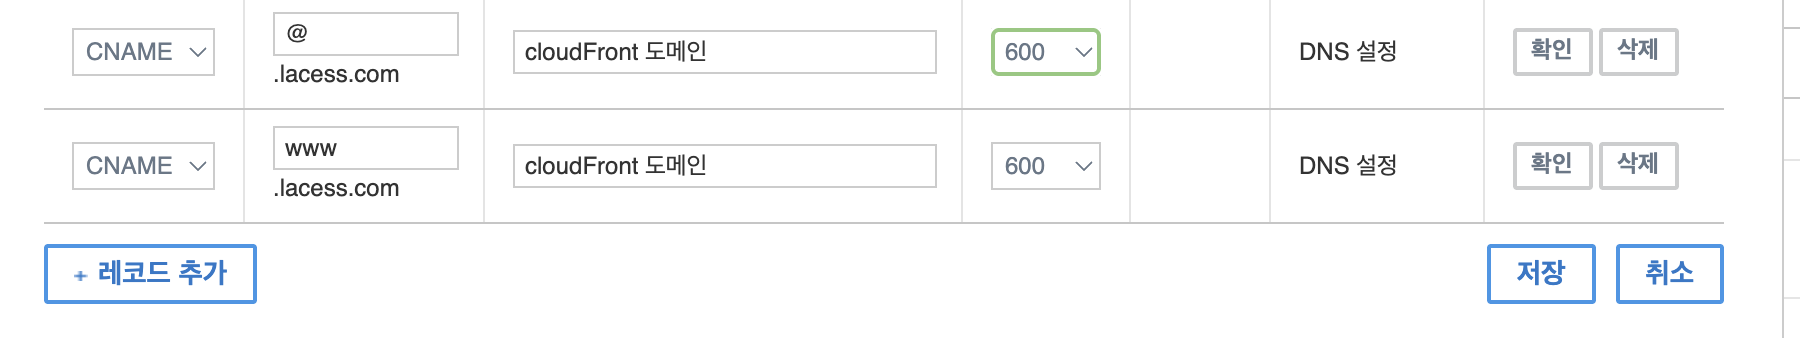 CNAME @ .lacess.com cloudFront 도메인 600 DNS 설정 확인 삭제
CNAME www .lacess.com cloudFront 도메인 600 DNS 설정 확인 삭제
+ 레코드 추가 저장 취소